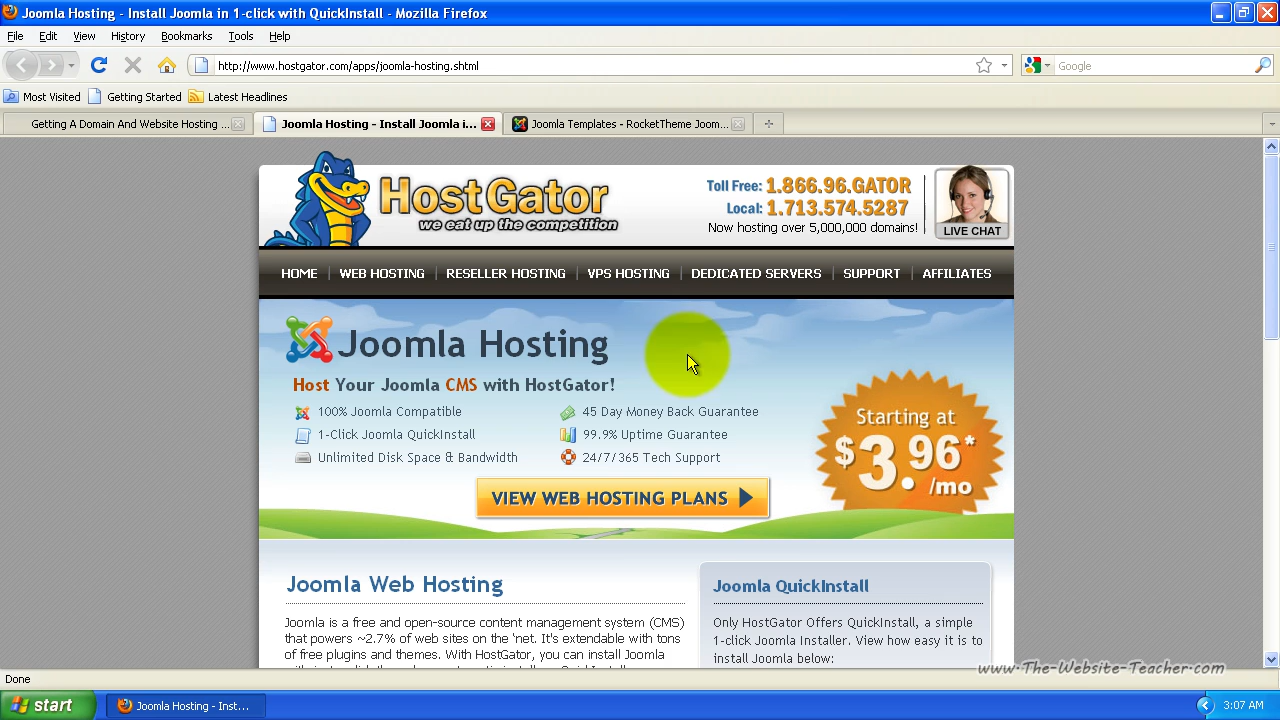 Joomla Hosting - Install Joomla in 1-click with QuickInstall - Mozilla Firefox
File Edit View History Bookmarks Tools Help
http://www.hostgator.com/apps/joomla-hosting.shtml
Google
Most Visited Getting Started Latest Headlines
Getting A Domain And Website Hosting ...
Joomla Hosting - Install Joomla i...
Joomla Templates - RocketTheme Joom...
HostGator
we eat up the competition
Toll Free: 1.866.96.GATOR
Local: 1.713.574.5287
Now hosting over 5,000,000 domains!
LIVE CHAT
HOME | WEB HOSTING | RESELLER HOSTING | VPS HOSTING | DEDICATED SERVERS | SUPPORT | AFFILIATES
Joomla Hosting
Host Your Joomla CMS with HostGator!
100% Joomla Compatible
1-Click Joomla QuickInstall
Unlimited Disk Space & Bandwidth
45 Day Money Back Guarantee
99.9% Uptime Guarantee
24/7/365 Tech Support
Starting at
$3.96*
/mo
VIEW WEB HOSTING PLANS
Joomla Web Hosting
Joomla is a free and open-source content management system (CMS)
that powers ~2.7% of web sites on the 'net. It's extendable with tons
of free plugins and themes. With HostGator, you can install Joomla
Joomla QuickInstall
Only HostGator Offers QuickInstall, a simple
1-click Joomla Installer. View how easy it is to
install Joomla below:
www.The-Website-Teacher.com
Done
start
Joomla Hosting - Inst...
3:07 AM